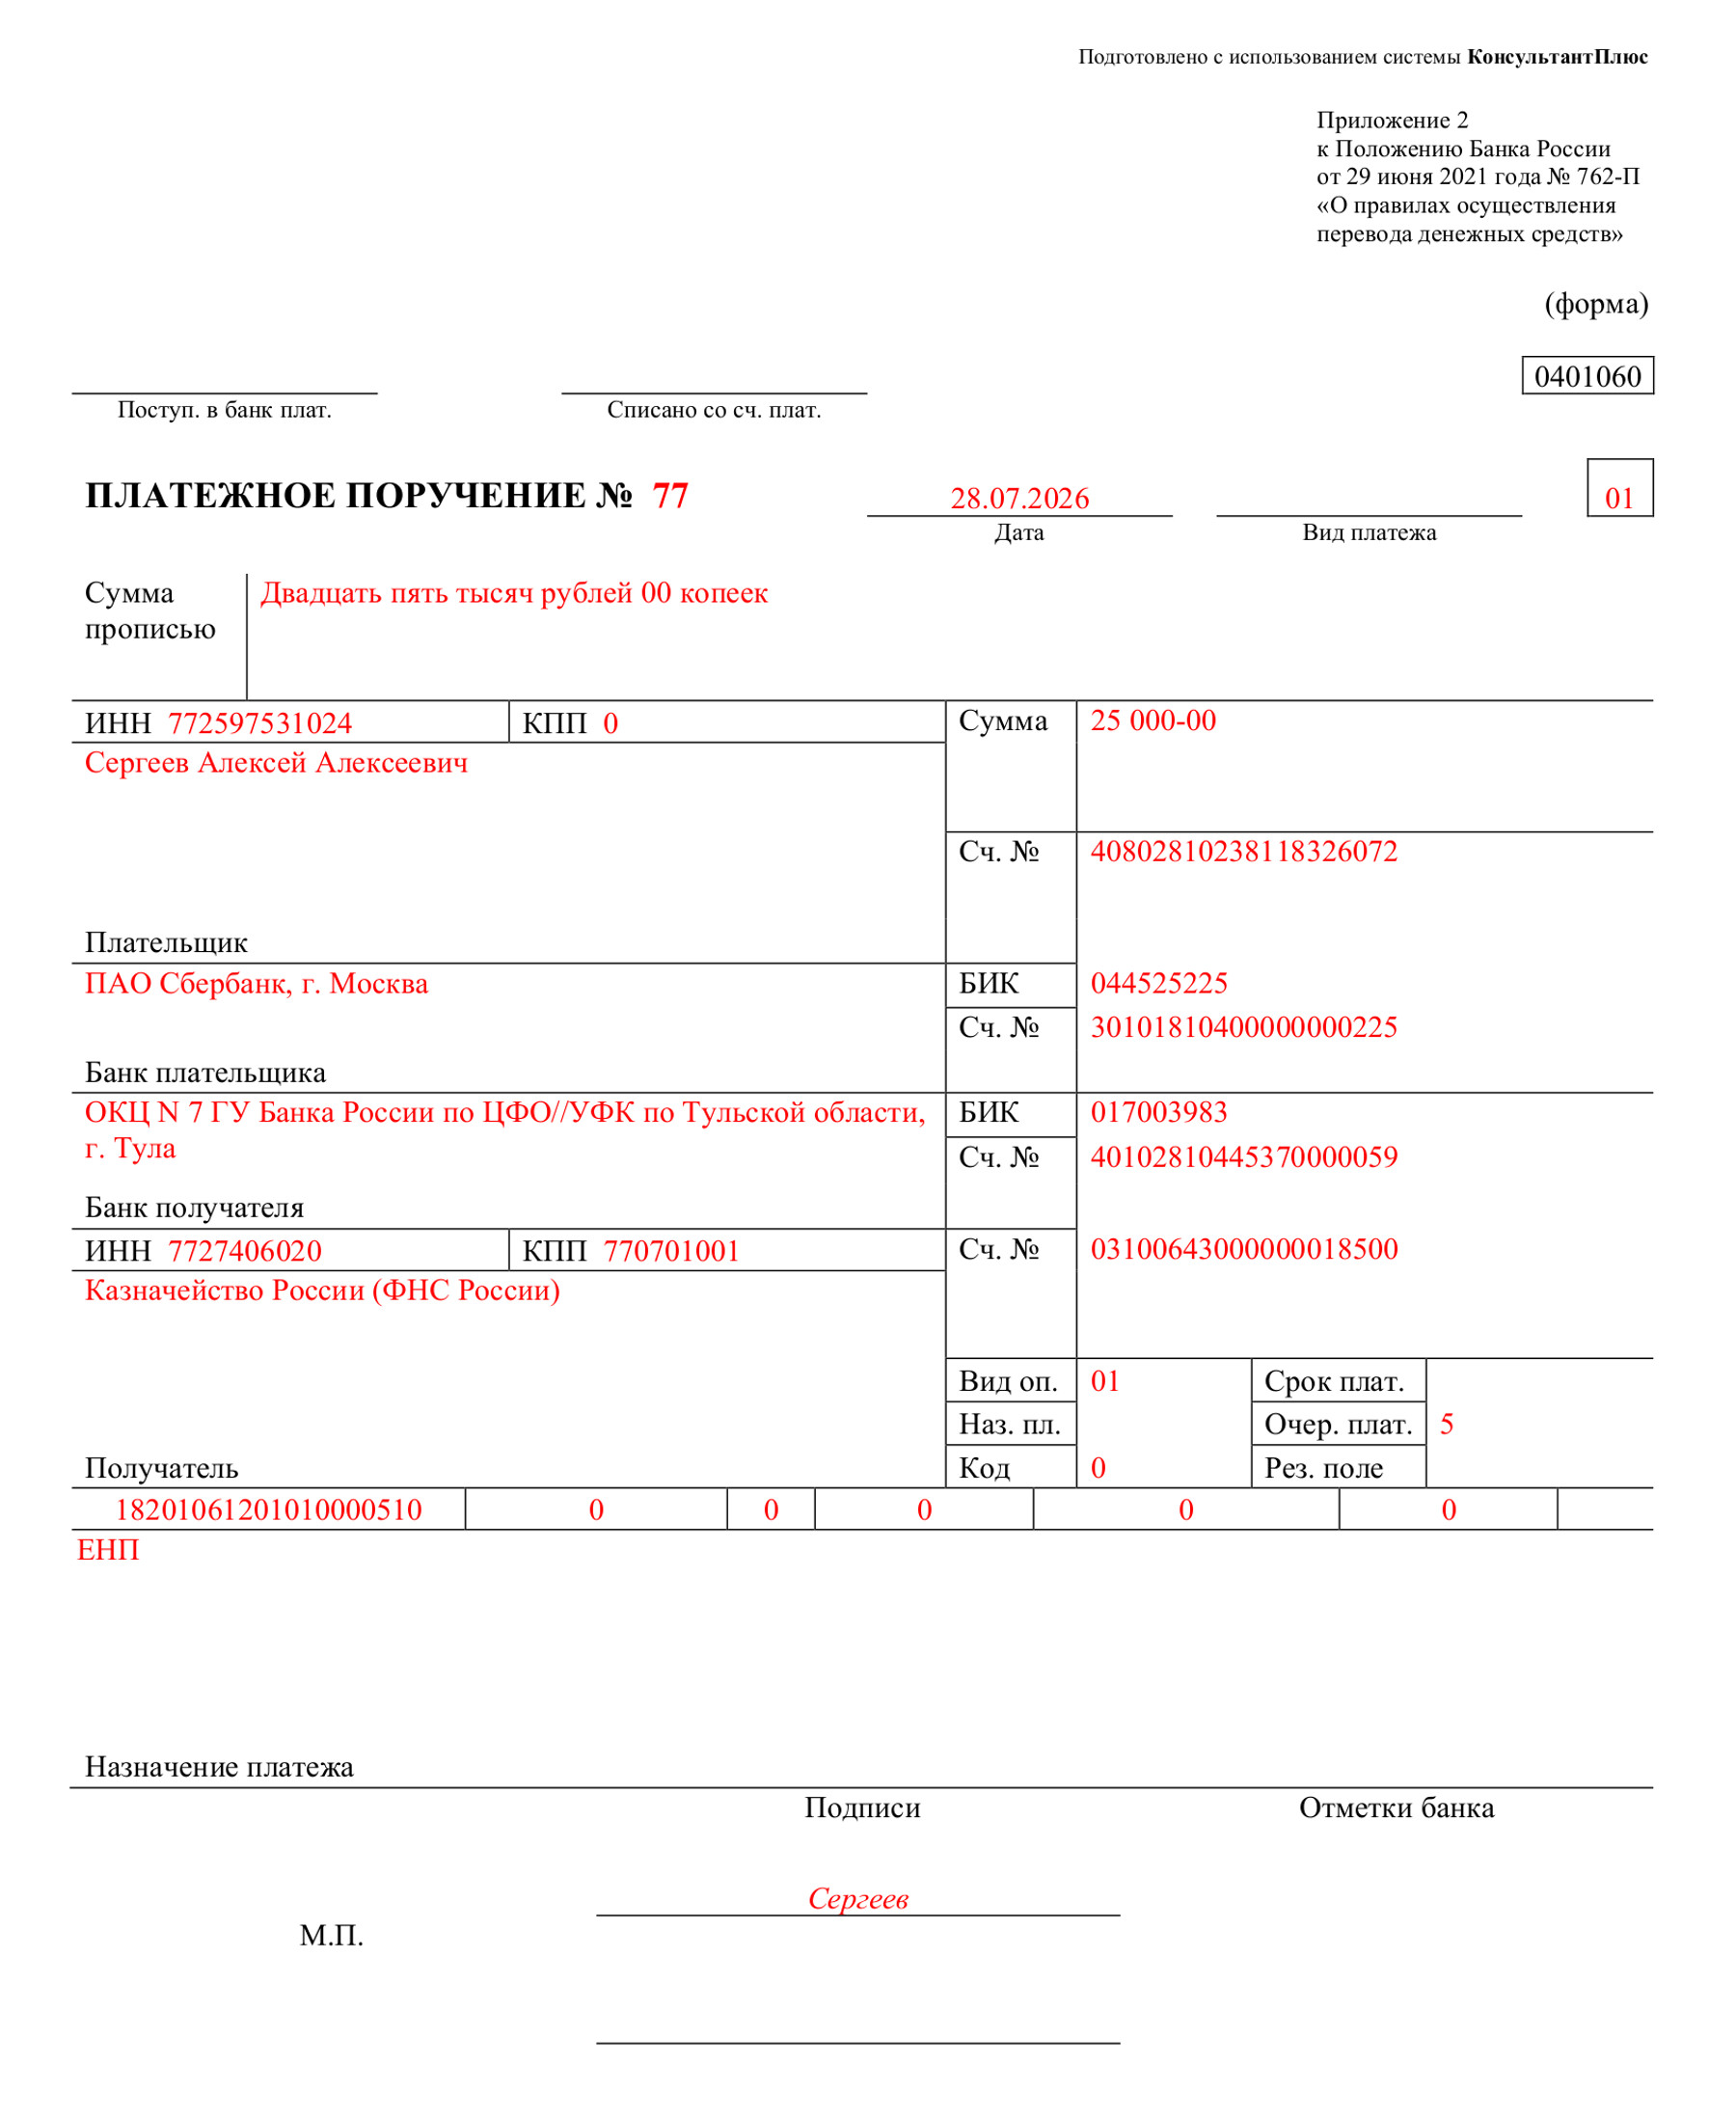 Подготовлено с использованием системы КонсультантПлюс
Приложение 2
к Положению Банка России
от 29 июня 2021 года № 762-П
«О правилах осуществления
перевода денежных средств»
(форма)
0401060
Поступ. в банк плат. Списано со сч. плат.
ПЛАТЕЖНОЕ ПОРУЧЕНИЕ № 77 28.07.2026 01
Дата Вид платежа
Сумма Двадцать пять тысяч рублей 00 копеек
прописью
ИНН 772597531024 КПП 0 Сумма 25 000-00
Сергеев Алексей Алексеевич
Сч. № 40802810238118326072
Плательщик
ПАО Сбербанк, г. Москва БИК 044525225
Сч. № 30101810400000000225
Банк плательщика
ОКЦ N 7 ГУ Банка России по ЦФО//УФК по Тульской области, БИК 017003983
г. Тула Сч. № 40102810445370000059
Банк получателя
ИНН 7727406020 КПП 770701001 Сч. № 03100643000000018500
Казначейство России (ФНС России)
Вид оп. 01 Срок плат.
Наз. пл. Очер. плат. 5
Получатель Код 0 Рез. поле
18201061201010000510 0 0 0 0 0
ЕНП
Назначение платежа
Подписи Отметки банка
Сергеев
М.П.